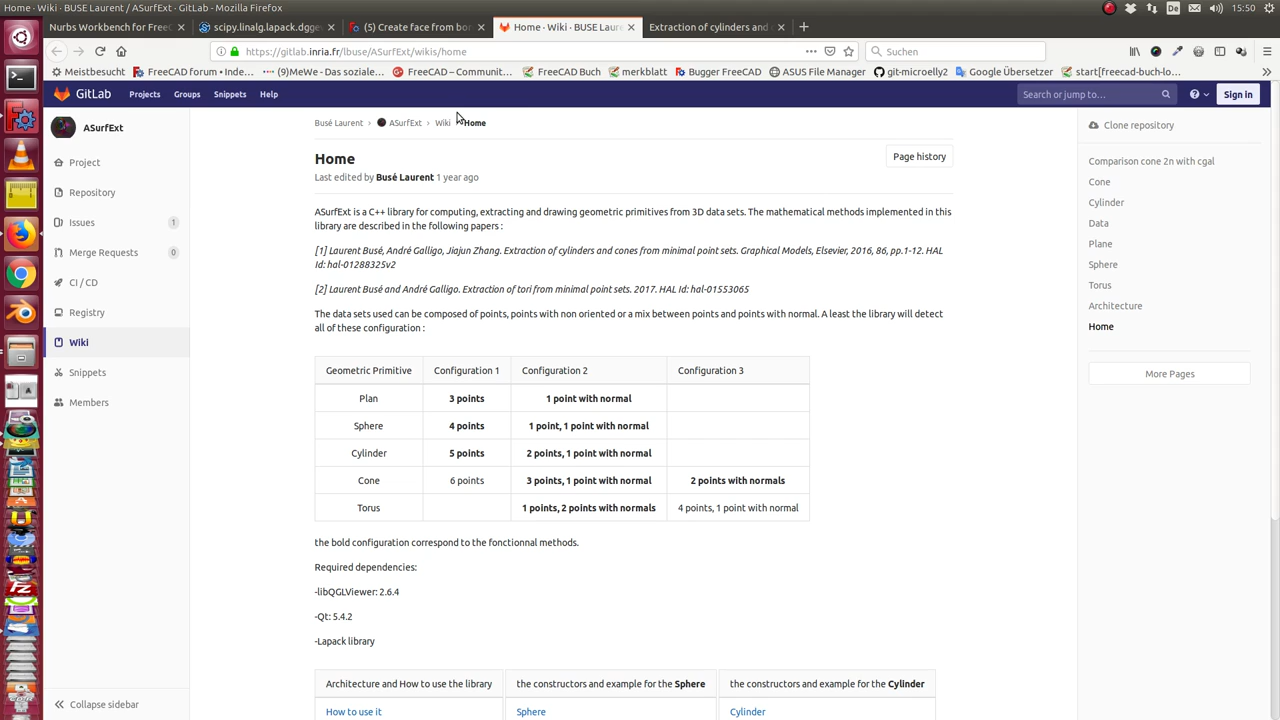 Home · Wiki · BUSE Laurent / ASurfExt · GitLab - Mozilla Firefox
De
15:50
Nurbs Workbench for FreeC
scipy.linalg.lapack.dgge
(5) Create face from bo
Home · Wiki · BUSE Laure
Extraction of cylinders and
https://gitlab.inria.fr/lbuse/ASurfExt/wikis/home
Suchen
Meistbesucht
FreeCAD forum • Inde…
(9)MeWe - Das soziale…
FreeCAD – Communit…
FreeCAD Buch
merkblatt
Bugger FreeCAD
ASUS File Manager
git-microelly2
Google Übersetzer
start[freecad-buch-lo…
GitLab
Projects
Groups
Snippets
Help
Search or jump to…
Sign in
ASurfExt
Project
Repository
Issues
1
Merge Requests
0
CI / CD
Registry
Wiki
Snippets
Members
Collapse sidebar
Busé Laurent › ASurfExt › Wiki Home
Home
Page history
Last edited by Busé Laurent 1 year ago
ASurfExt is a C++ library for computing, extracting and drawing geometric primitives from 3D data sets. The mathematical methods implemented in this
library are described in the following papers :
[1] Laurent Busé, André Galligo, Jiajun Zhang. Extraction of cylinders and cones from minimal point sets. Graphical Models, Elsevier, 2016, 86, pp.1-12. HAL
Id: hal-01288325v2
[2] Laurent Busé and André Galligo. Extraction of tori from minimal point sets. 2017. HAL Id: hal-01553065
The data sets used can be composed of points, points with non oriented or a mix between points and points with normal. A least the library will detect
all of these configuration :
Geometric Primitive Configuration 1 Configuration 2 Configuration 3
Plan 3 points 1 point with normal
Sphere 4 points 1 point, 1 point with normal
Cylinder 5 points 2 points, 1 point with normal
Cone 6 points 3 points, 1 point with normal 2 points with normals
Torus 1 points, 2 points with normals 4 points, 1 point with normal
the bold configuration correspond to the fonctionnal methods.
Required dependencies:
-libQGLViewer: 2.6.4
-Qt: 5.4.2
-Lapack library
Architecture and How to use the library the constructors and example for the Sphere the constructors and example for the Cylinder
How to use it Sphere Cylinder
Clone repository
Comparison cone 2n with cgal
Cone
Cylinder
Data
Plane
Sphere
Torus
Architecture
Home
More Pages